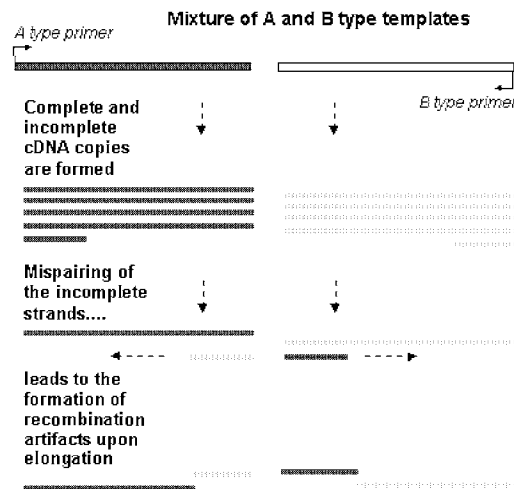 Mixture of A and B type templates
A type primer
B type primer
Complete and
incomplete
cDNA copies
are formed
Mispairing of
the incomplete
strands....
leads to the
formation of
recombination
artifacts upon
elongation